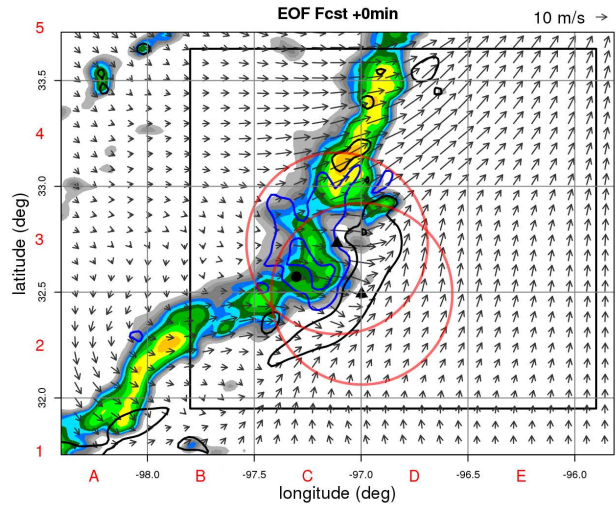 EOF Fcst +0min
10 m/s
5
33.5
4
33.0
3
32.5
2
32.0
1
latitude (deg)
-98.0
-97.5
-97.0
-96.5
-96.0
A
B
C
D
E
longitude (deg)